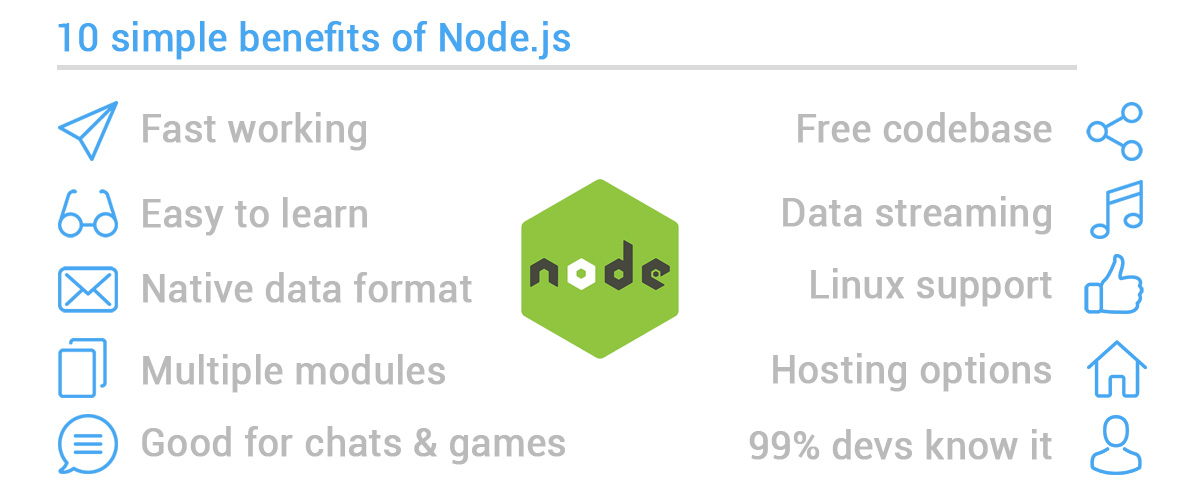 10 simple benefits of Node.js
Fast working
Easy to learn
Native data format
Multiple modules
Good for chats & games
node
Free codebase
Data streaming
Linux support
Hosting options
99% devs know it